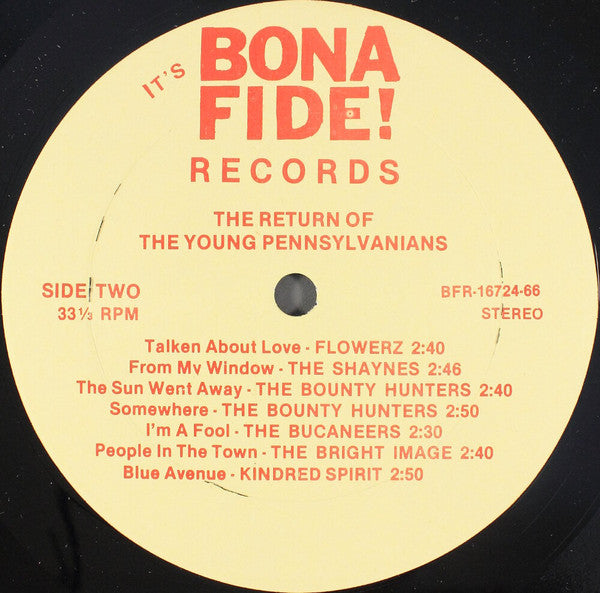 IT'S BONA
FIDE!
RECORDS
THE RETURN OF
THE YOUNG PENNSYLVANIANS
SIDE TWO
33 ⅓ RPM
BFR-16724-66
STEREO
Talken About Love - FLOWERZ 2:40
From My Window - THE SHAYNES 2:46
The Sun Went Away - THE BOUNTY HUNTERS 2:40
Somewhere - THE BOUNTY HUNTERS 2:50
I'm A Fool - THE BUCANEERS 2:30
People In The Town - THE BRIGHT IMAGE 2:40
Blue Avenue - KINDRED SPIRIT 2:50